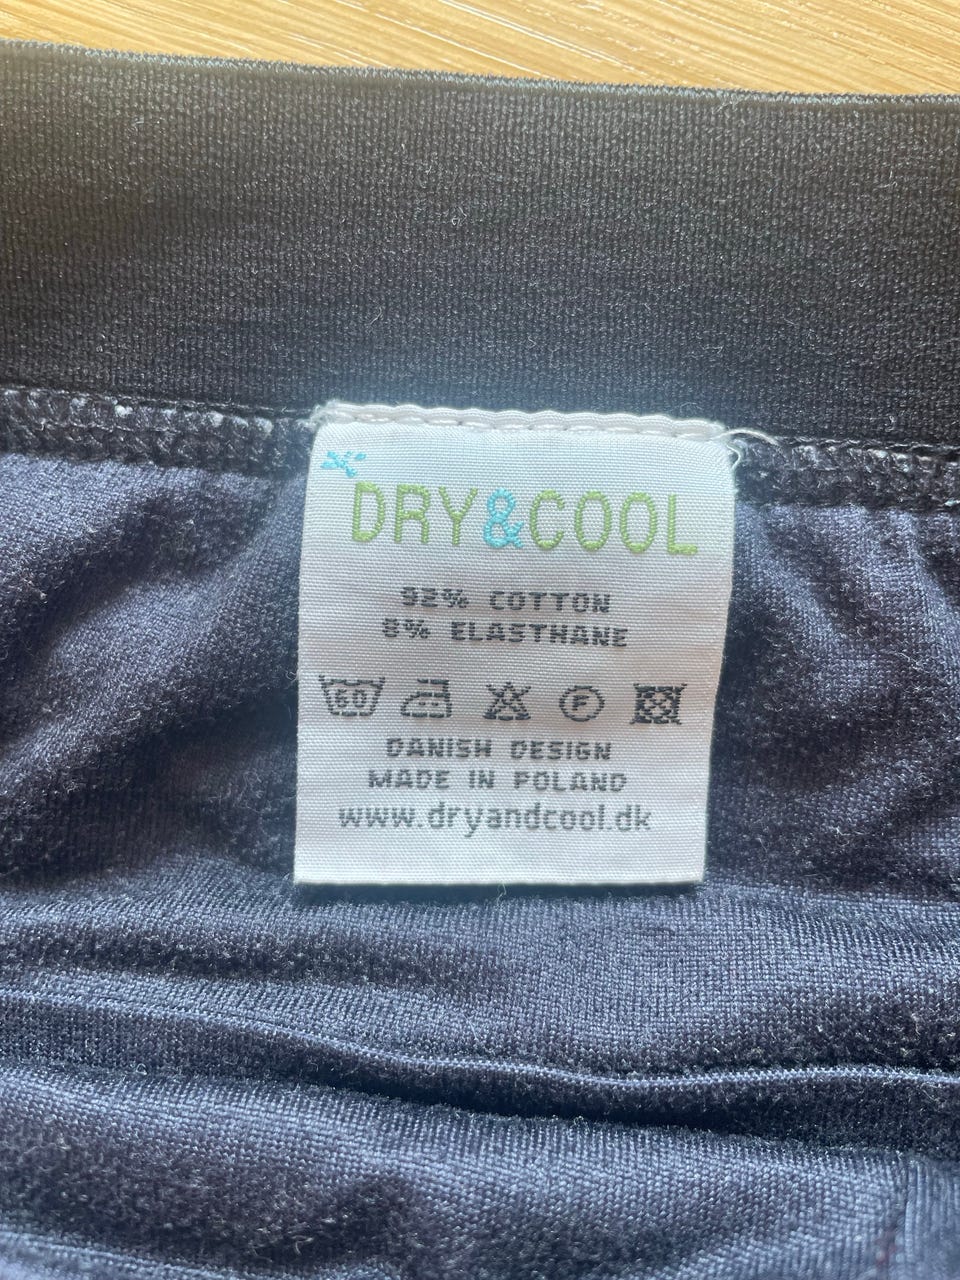 DRY&COOL
92% COTTON
8% ELASTHANE
60 F
DANISH DESIGN
MADE IN POLAND
www.dryandcool.dk